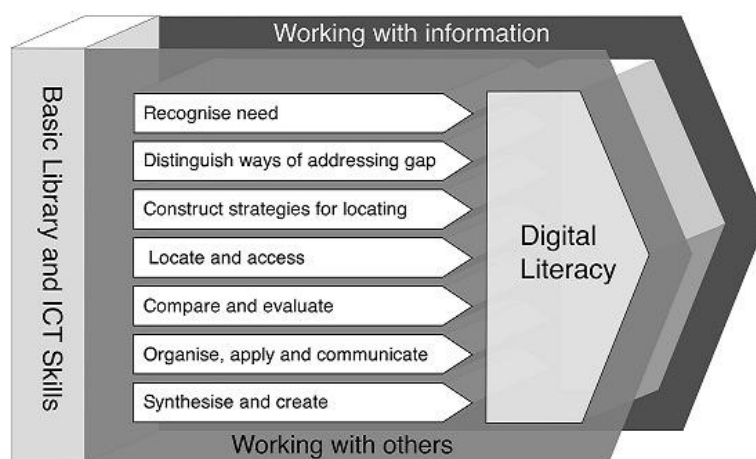 Working with information
Basic Library and ICT Skills
Recognise need
Distinguish ways of addressing gap
Construct strategies for locating
Locate and access
Compare and evaluate
Organise, apply and communicate
Synthesise and create
Digital
Literacy
Working with others